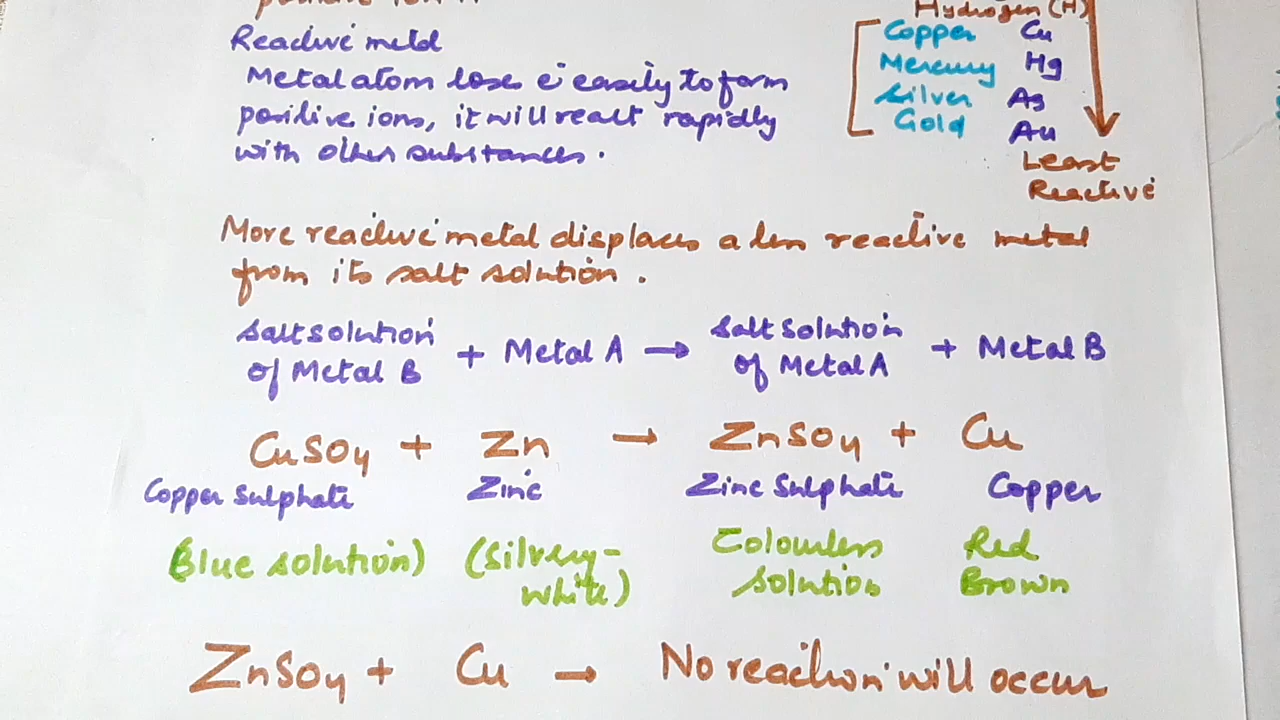 Hydrogen (H)
Reactive metal
Copper Cu
Metal atom loses e⁻ easily to form
Mercury Hg
positive ions, it will react rapidly
Silver Ag
Gold Au
with other substances.
Least
Reactive
More reactive metal displaces a less reactive metal
from its salt solution.
Salt solution of Metal B + Metal A → Salt solution of Metal A + Metal B
CuSO4 + Zn → ZnSO4 + Cu
Copper Sulphate Zinc Zinc Sulphate Copper
Blue solution) (Silvery- Colourless Red
white) solution Brown
ZnSO4 + Cu → No reaction will occur